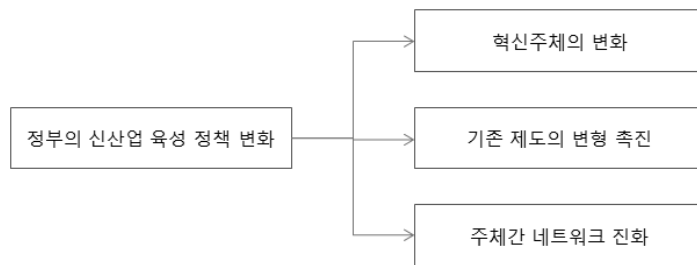 혁신주체의 변화
정부의 신산업 육성 정책 변화
기존 제도의 변형 촉진
주체간 네트워크 진화